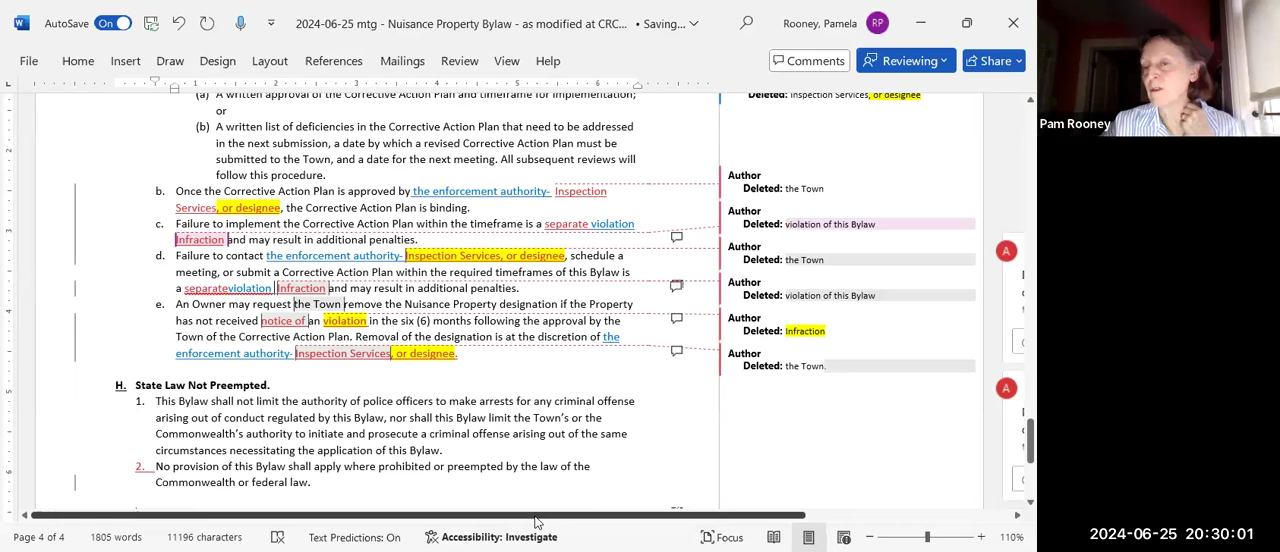 AutoSave On 2024-06-25 mtg - Nuisance Property Bylaw - as modified at CRC... • Saving... Rooney, Pamela RP
File Home Insert Draw Design Layout References Mailings Review View Help Comments Reviewing Share
(a) A written approval of the Corrective Action Plan and timeframe for implementation;
or
(b) A written list of deficiencies in the Corrective Action Plan that need to be addressed
in the next submission, a date by which a revised Corrective Action Plan must be
submitted to the Town, and a date for the next meeting. All subsequent reviews will
follow this procedure.
b. Once the Corrective Action Plan is approved by the enforcement authority- Inspection
Services, or designee, the Corrective Action Plan is binding.
c. Failure to implement the Corrective Action Plan within the timeframe is a separate violation
Infraction and may result in additional penalties.
d. Failure to contact the enforcement authority- Inspection Services, or designee, schedule a
meeting, or submit a Corrective Action Plan within the required timeframes of this Bylaw is
a separateviolation Infraction and may result in additional penalties.
e. An Owner may request the Town remove the Nuisance Property designation if the Property
has not received notice of an violation in the six (6) months following the approval by the
Town of the Corrective Action Plan. Removal of the designation is at the discretion of the
enforcement authority- Inspection Services, or designee.
H. State Law Not Preempted.
1. This Bylaw shall not limit the authority of police officers to make arrests for any criminal offense
arising out of conduct regulated by this Bylaw, nor shall this Bylaw limit the Town's or the
Commonwealth's authority to initiate and prosecute a criminal offense arising out of the same
circumstances necessitating the application of this Bylaw.
2. No provision of this Bylaw shall apply where prohibited or preempted by the law of the
Commonwealth or federal law.
Deleted: Inspection Services, or designee
Author
Deleted: the Town
Author
Deleted: violation of this Bylaw
Author
Deleted: the Town
Author
Deleted: violation of this Bylaw
Author
Deleted: Infraction
Author
Deleted: the Town.
A
A
Pam Rooney
Page 4 of 4 1805 words 11196 characters Text Predictions: On Accessibility: Investigate Focus 110%
2024-06-25 20:30:01